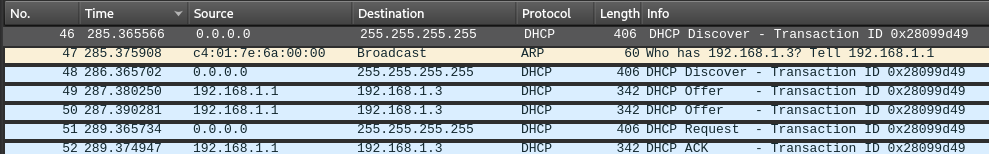 No. Time Source Destination Protocol Length Info
46 285.365566 0.0.0.0 255.255.255.255 DHCP 406 DHCP Discover - Transaction ID 0x28099d49
47 285.375908 c4:01:7e:6a:00:00 Broadcast ARP 60 Who has 192.168.1.3? Tell 192.168.1.1
48 286.365702 0.0.0.0 255.255.255.255 DHCP 406 DHCP Discover - Transaction ID 0x28099d49
49 287.380250 192.168.1.1 192.168.1.3 DHCP 342 DHCP Offer - Transaction ID 0x28099d49
50 287.390281 192.168.1.1 192.168.1.3 DHCP 342 DHCP Offer - Transaction ID 0x28099d49
51 289.365734 0.0.0.0 255.255.255.255 DHCP 406 DHCP Request - Transaction ID 0x28099d49
52 289.374947 192.168.1.1 192.168.1.3 DHCP 342 DHCP ACK - Transaction ID 0x28099d49